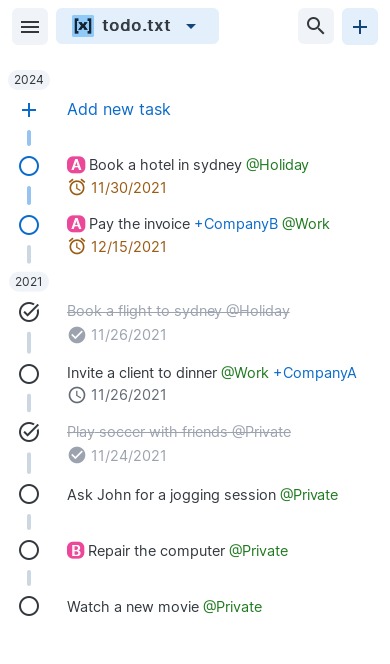 [x] todo.txt
2024
Add new task
A Book a hotel in sydney @Holiday
11/30/2021
A Pay the invoice +CompanyB @Work
12/15/2021
2021
Book a flight to sydney @Holiday
11/26/2021
Invite a client to dinner @Work +CompanyA
11/26/2021
Play soccer with friends @Private
11/24/2021
Ask John for a jogging session @Private
B Repair the computer @Private
Watch a new movie @Private